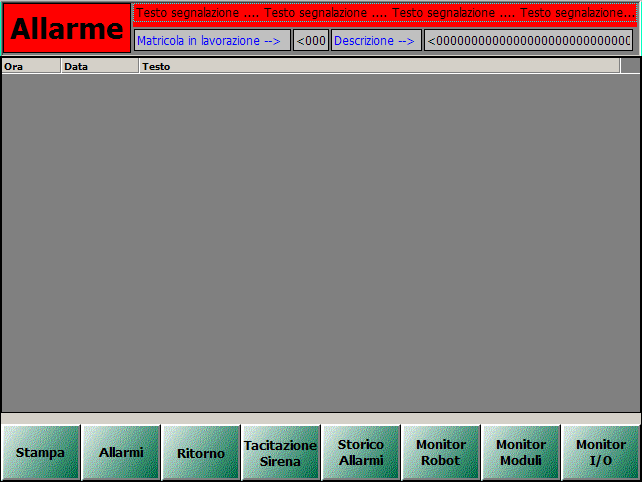 Allarme
Testo segnalazione .... Testo segnalazione .... Testo segnalazione .... Testo segnalazione...
Matricola in lavorazione --> <000 Descrizione --> <0000000000000000000000000000
Ora Data Testo
Stampa
Allarmi
Ritorno
Tacitazione
Sirena
Storico
Allarmi
Monitor
Robot
Monitor
Moduli
Monitor
I/O